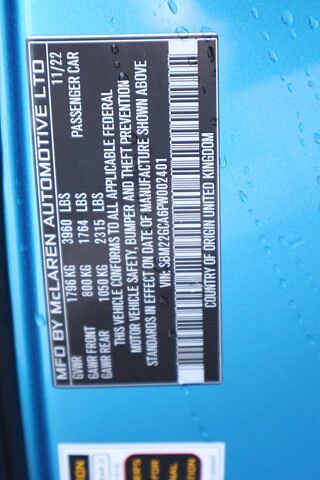 MFD BY McLAREN AUTOMOTIVE LTD
11/22
GVWR 1796 KG 3960 LBS
PASSENGER CAR
GAWR FRONT 800 KG 1764 LBS
GAWR REAR 1050 KG 2315 LBS
THIS VEHICLE CONFORMS TO ALL APPLICABLE FEDERAL
MOTOR VEHICLE SAFETY, BUMPER AND THEFT PREVENTION
STANDARDS IN EFFECT ON DATE OF MANUFACTURE SHOWN ABOVE
VIN: SBM22GCA6PW002401
COUNTRY OF ORIGIN UNITED KINGDOM